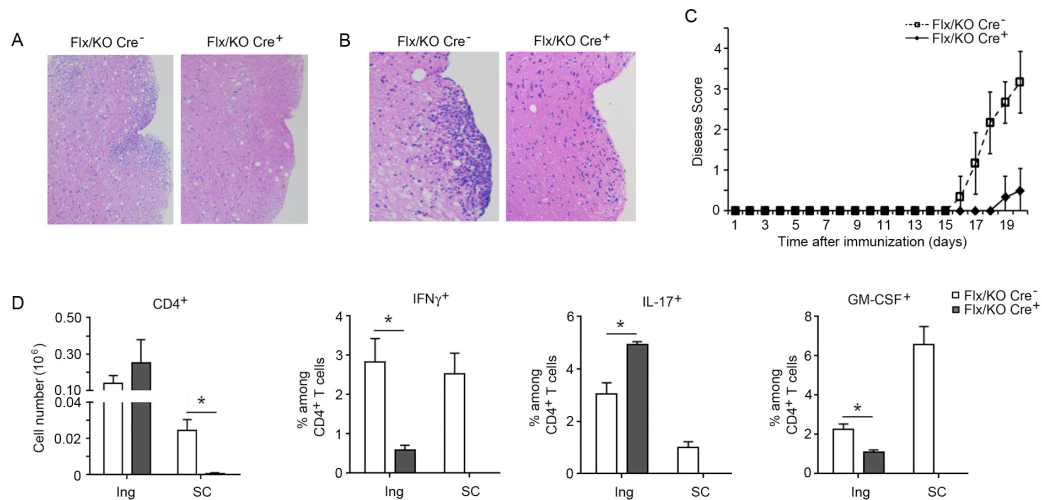 A
Flx/KO Cre⁻
Flx/KO Cre⁺
B
Flx/KO Cre⁻
Flx/KO Cre⁺
C
Flx/KO Cre⁻
Flx/KO Cre⁺
Disease Score
4
3
2
1
0
1 3 5 7 9 11 13 15 17 19
Time after immunization (days)
D
CD4⁺
Cell number (10⁶)
0.50
0.30
0.10
0.04
0.02
0
*
Ing SC
IFNγ⁺
% among
CD4⁺ T cells
4
3
2
1
0
*
Ing SC
IL-17⁺
% among
CD4⁺ T cells
6
4
2
0
*
Ing SC
GM-CSF⁺
% among
CD4⁺ T cells
8
6
4
2
0
*
Ing SC
Flx/KO Cre⁻
Flx/KO Cre⁺